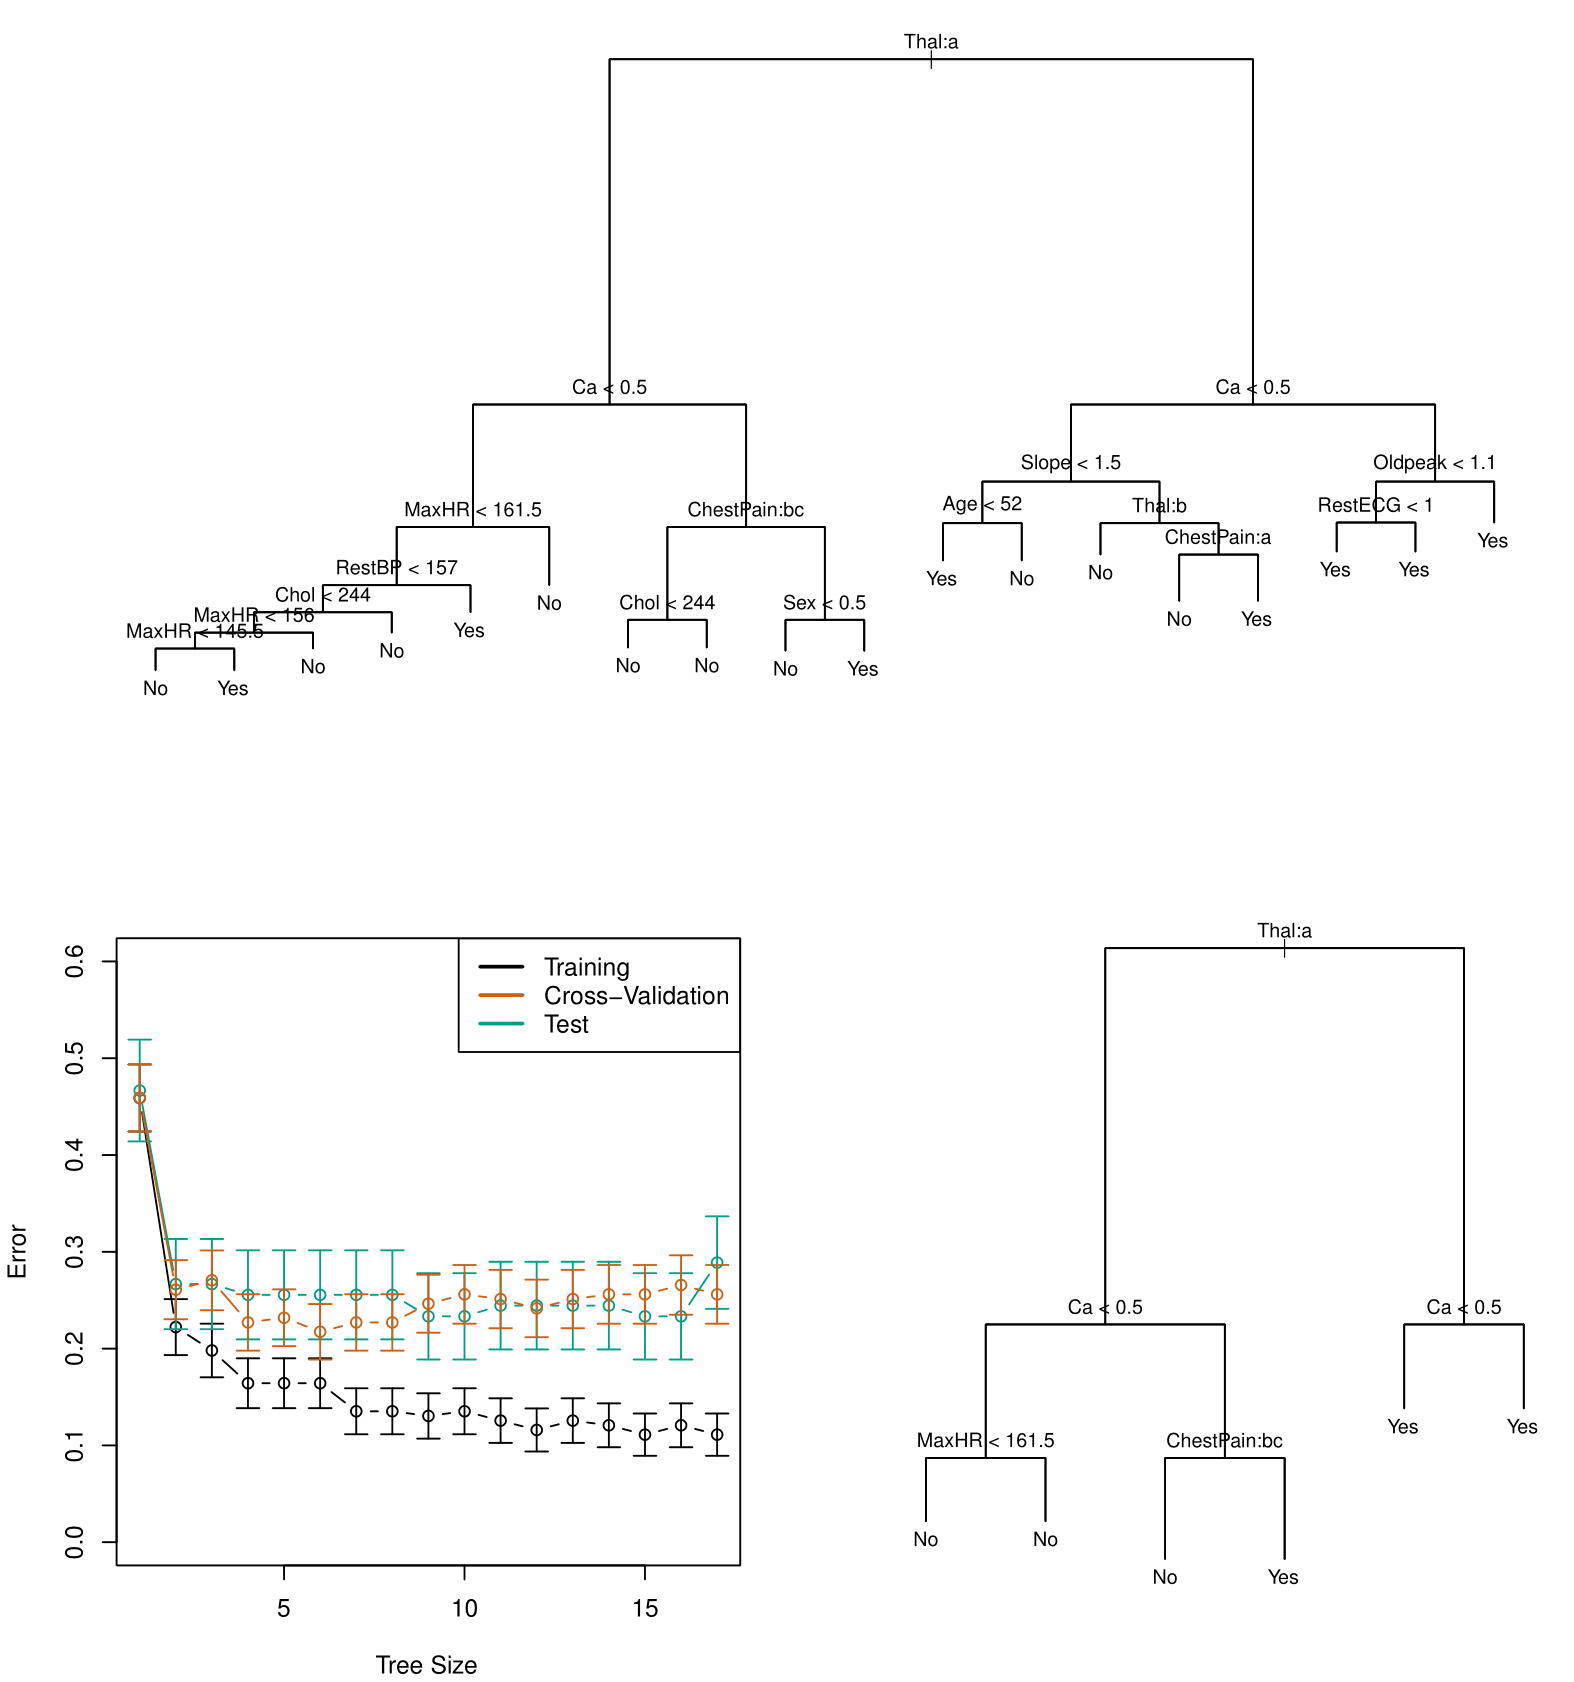 Thal:a
Ca < 0.5
Ca < 0.5
Slope < 1.5
Oldpeak < 1.1
MaxHR < 161.5
ChestPain:bc
Age < 52
Thal:b
RestECG < 1
ChestPain:a
Yes
RestBP < 157
Yes
No
No
Yes
Yes
Chol < 244
No
Chol < 244
Sex < 0.5
No
Yes
MaxHR < 156
MaxHR < 145.5
Yes
No
No
No
No
No
Yes
No
Yes
Thal:a
Ca < 0.5
Ca < 0.5
MaxHR < 161.5
ChestPain:bc
Yes
Yes
No
No
No
Yes
Training
Cross−Validation
Test
0.6
0.5
0.4
0.3
0.2
0.1
0.0
Error
5
10
15
Tree Size